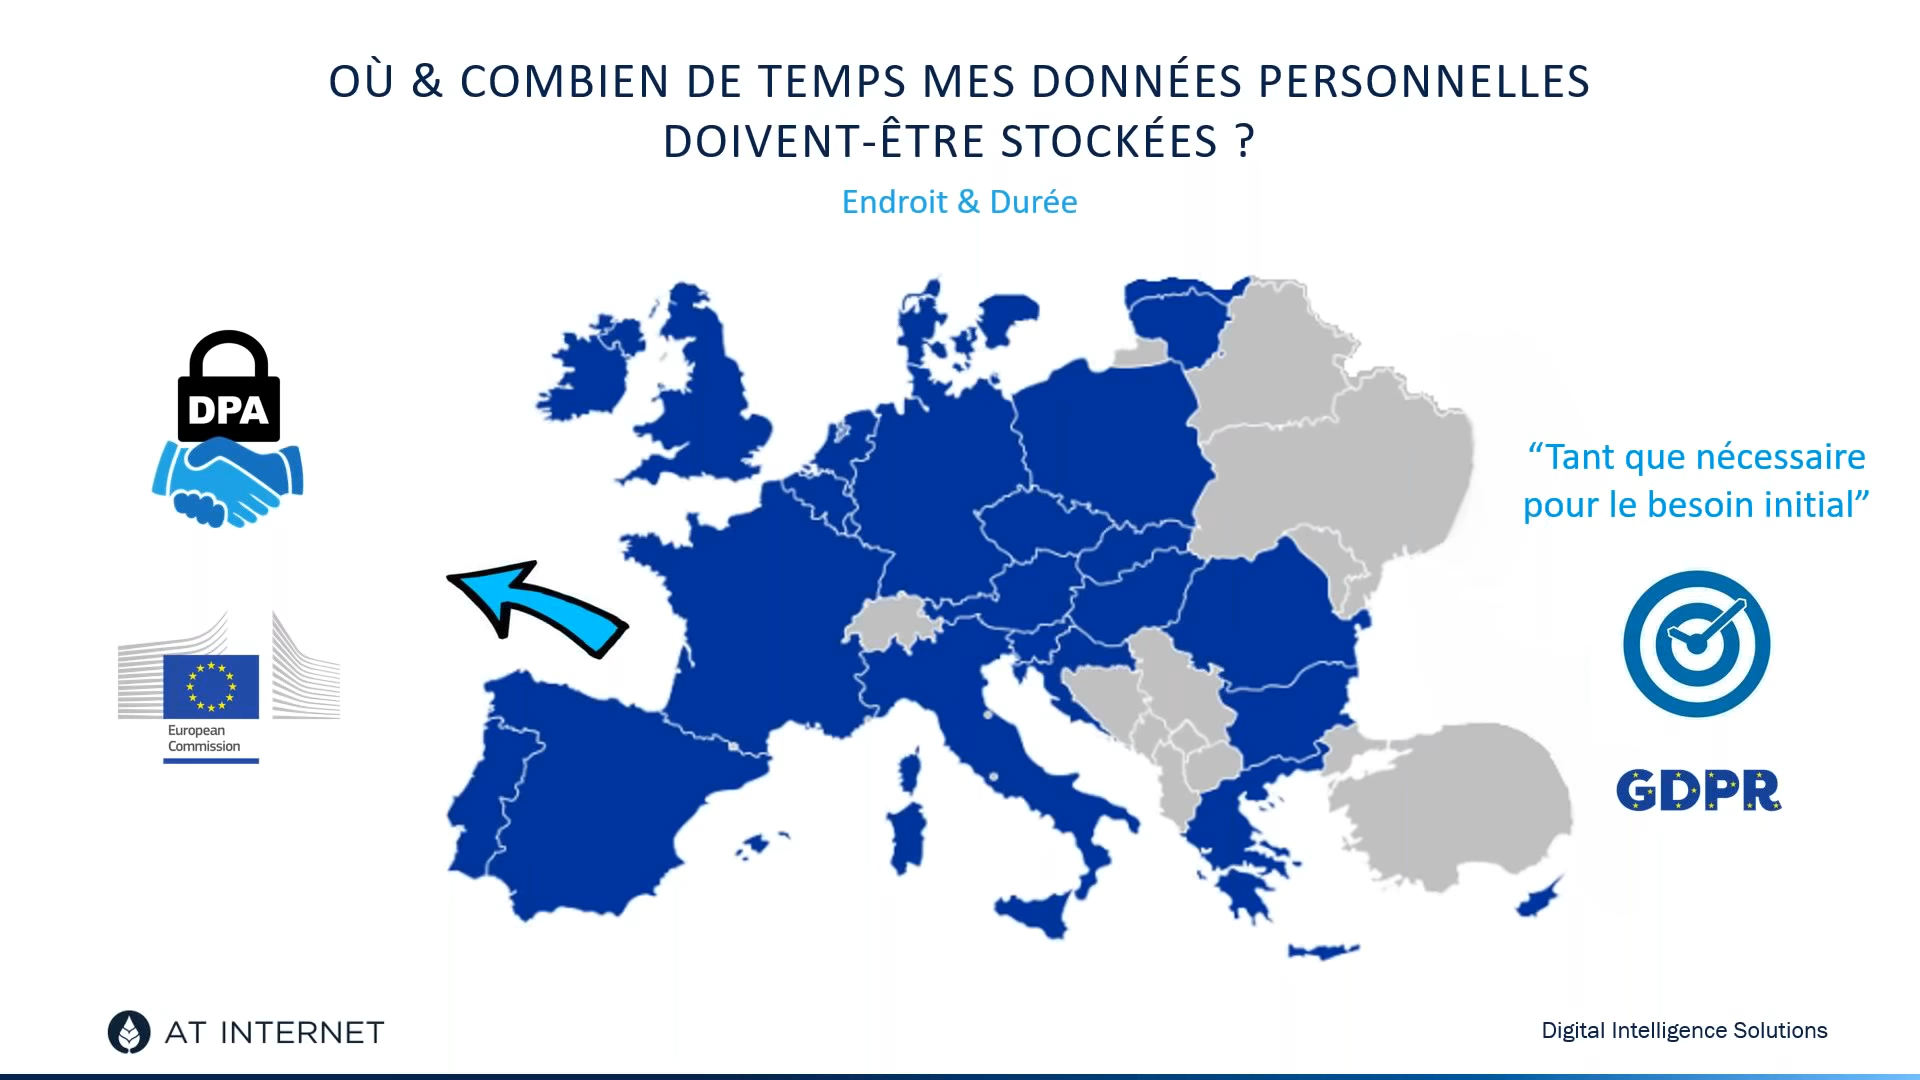 OÙ & COMBIEN DE TEMPS MES DONNÉES PERSONNELLES
DOIVENT-ÊTRE STOCKÉES ?
Endroit & Durée
DPA
European
Commission
“Tant que nécessaire
pour le besoin initial”
GDPR
AT INTERNET
Digital Intelligence Solutions